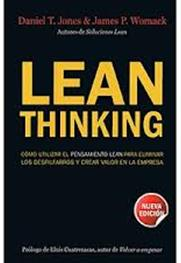 Daniel T. Jones & James P. Womack
Autores de Soluciones Lean
LEAN
THINKING
CÓMO UTILIZAR EL PENSAMIENTO LEAN PARA ELIMINAR
LOS DESPILFARROS Y CREAR VALOR EN LA EMPRESA
NUEVA
EDICIÓN
Prólogo de Lluís Cuatrecasas, autor de Volver a empezar